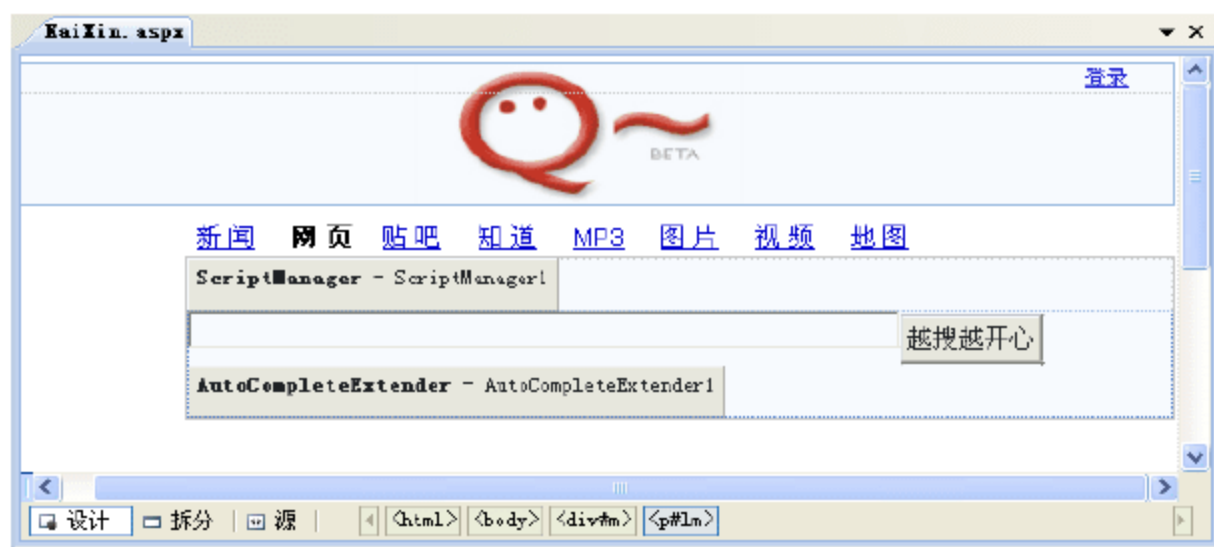 KaiXin.aspx
登录
BETA
新闻 网页 贴吧 知道 MP3 图片 视频 地图
ScriptManager - ScriptManager1
越搜越开心
AutoCompleteExtender - AutoCompleteExtender1
设计 拆分 源 <html> <body> <div#m> <p#lm>